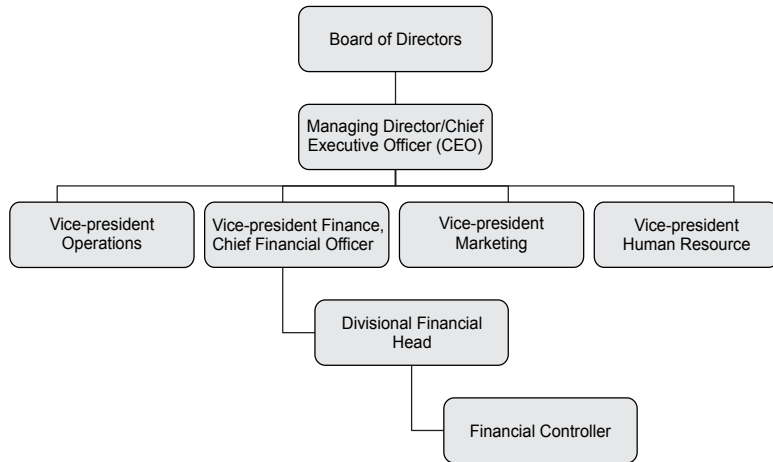 Board of Directors
Managing Director/Chief
Executive Officer (CEO)
Vice-president
Operations
Vice-president Finance,
Chief Financial Officer
Vice-president
Marketing
Vice-president
Human Resource
Divisional Financial
Head
Financial Controller